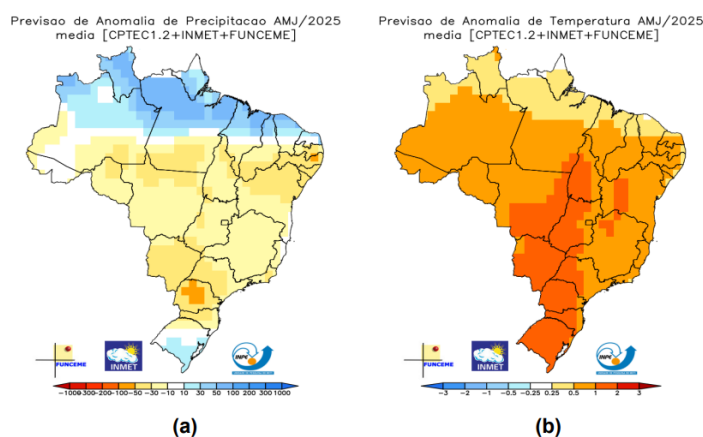 Previsao de Anomalia de Precipitacao AMJ/2025
media [CPTEC1.2+INMET+FUNCEME]
Previsao de Anomalia de Temperatura AMJ/2025
media [CPTEC1.2+INMET+FUNCEME]
FUNCEME
INMET
INPE
FUNCEME
INMET
INPE
-1000 -300 -200 -100 -50 -30 -10 10 30 50 100 200 300 1000
-3 -2 -1 -0.5 -0.25 0.25 0.5 1 2 3
(a)
(b)